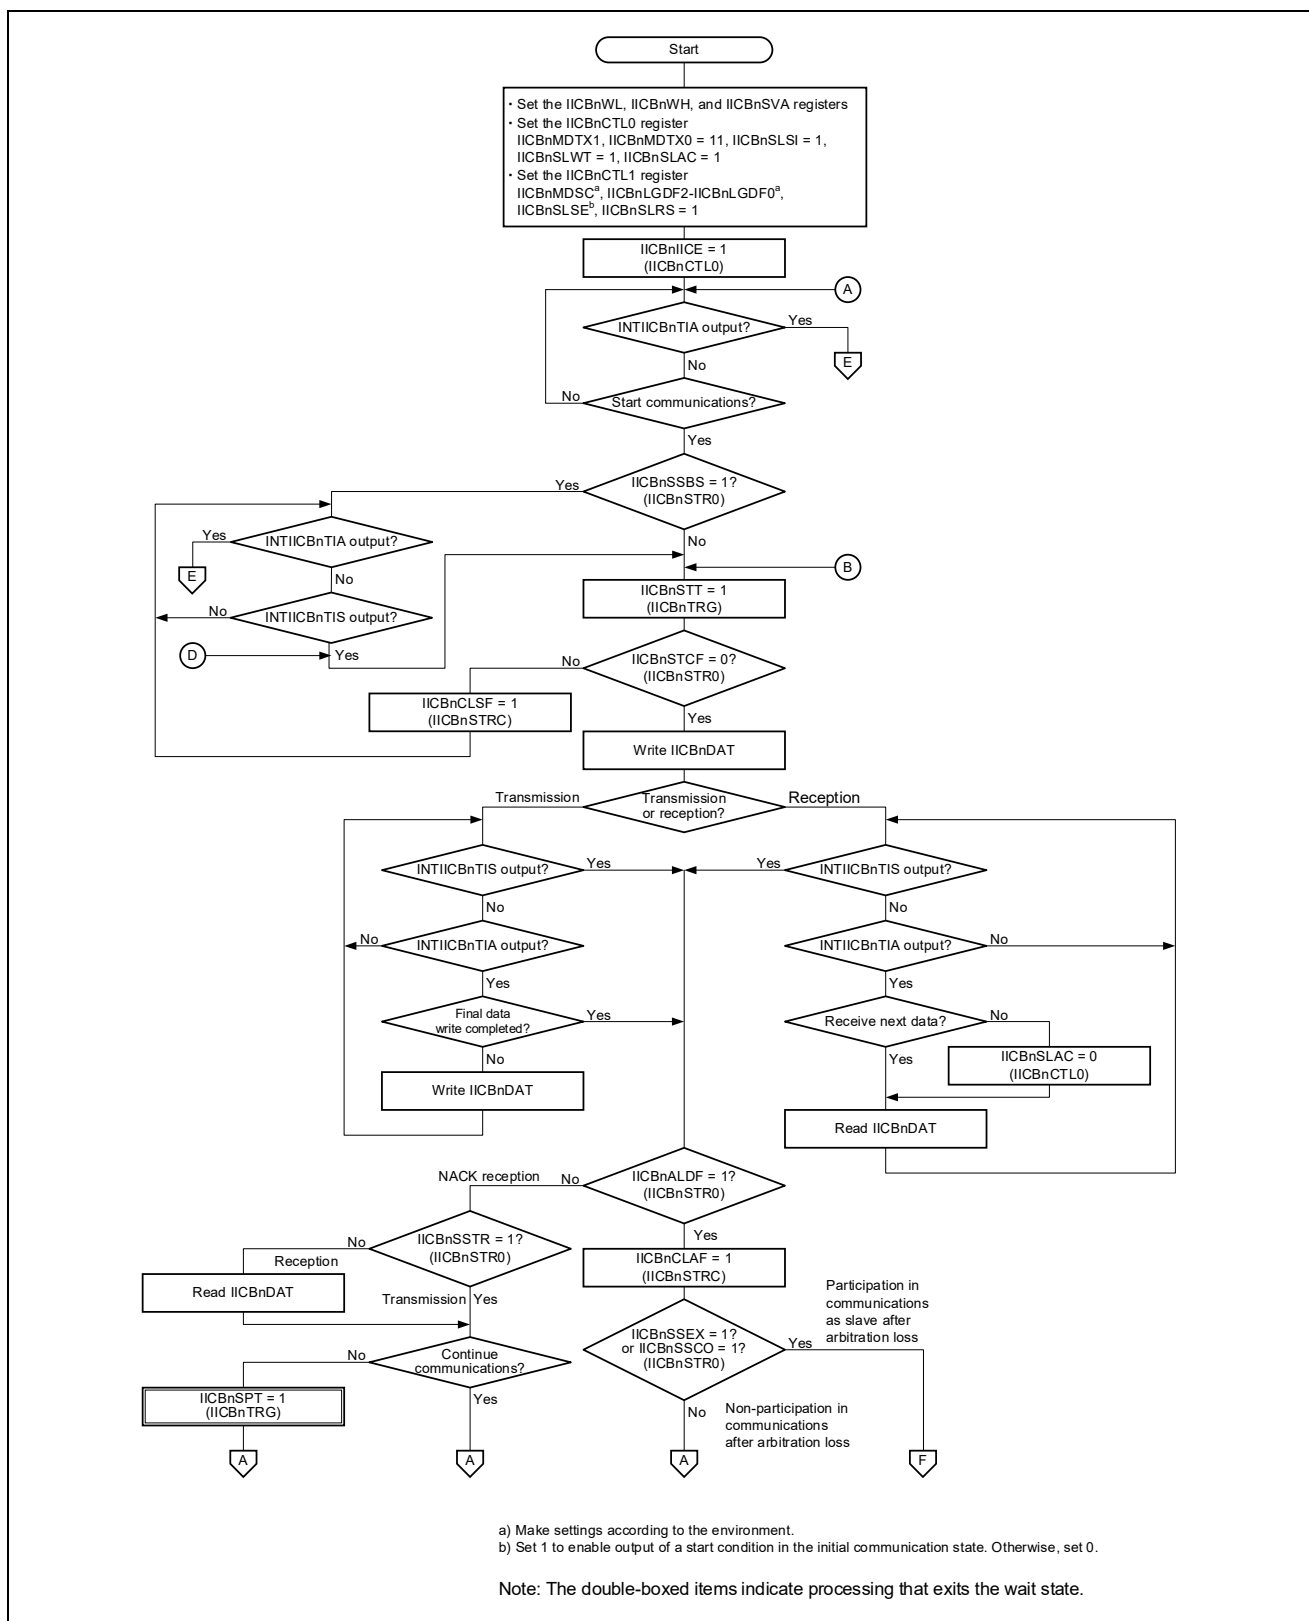 Start
・Set the IICBnWL, IICBnWH, and IICBnSVA registers
・Set the IICBnCTL0 register
IICBnMDTX1, IICBnMDTX0 = 11, IICBnSLSI = 1,
IICBnSLWT = 1, IICBnSLAC = 1
・Set the IICBnCTL1 register
IICBnMDSCa, IICBnLGDF2-IICBnLGDF0a,
IICBnSLSEb, IICBnSLRS = 1
IICBnIICE = 1
(IICBnCTL0)
A
INTIICBnTIA output?
Yes
E
No
Start communications?
No
Yes
IICBnSSBS = 1?
(IICBnSTR0)
Yes
No
INTIICBnTIA output?
Yes
E
No
B
IICBnSTT = 1
(IICBnTRG)
INTIICBnTIS output?
No
Yes
D
IICBnSTCF = 0?
(IICBnSTR0)
No
Yes
IICBnCLSF = 1
(IICBnSTRC)
Write IICBnDAT
Transmission
or reception?
Transmission
Reception
INTIICBnTIS output?
Yes
No
INTIICBnTIA output?
No
Yes
Final data
write completed?
Yes
No
Write IICBnDAT
INTIICBnTIS output?
Yes
No
INTIICBnTIA output?
No
Yes
Receive next data?
No
Yes
IICBnSLAC = 0
(IICBnCTL0)
Read IICBnDAT
IICBnALDF = 1?
(IICBnSTR0)
NACK reception
No
Yes
IICBnSSTR = 1?
(IICBnSTR0)
No
Reception
Read IICBnDAT
Transmission
Yes
IICBnCLAF = 1
(IICBnSTRC)
IICBnSSEX = 1?
or IICBnSSCO = 1?
(IICBnSTR0)
Yes
Participation in
communications
as slave after
arbitration loss
No
Non-participation in
communications
after arbitration loss
Continue
communications?
No
Yes
IICBnSPT = 1
(IICBnTRG)
A
A
A
F
a) Make settings according to the environment.
b) Set 1 to enable output of a start condition in the initial communication state. Otherwise, set 0.
Note: The double-boxed items indicate processing that exits the wait state.